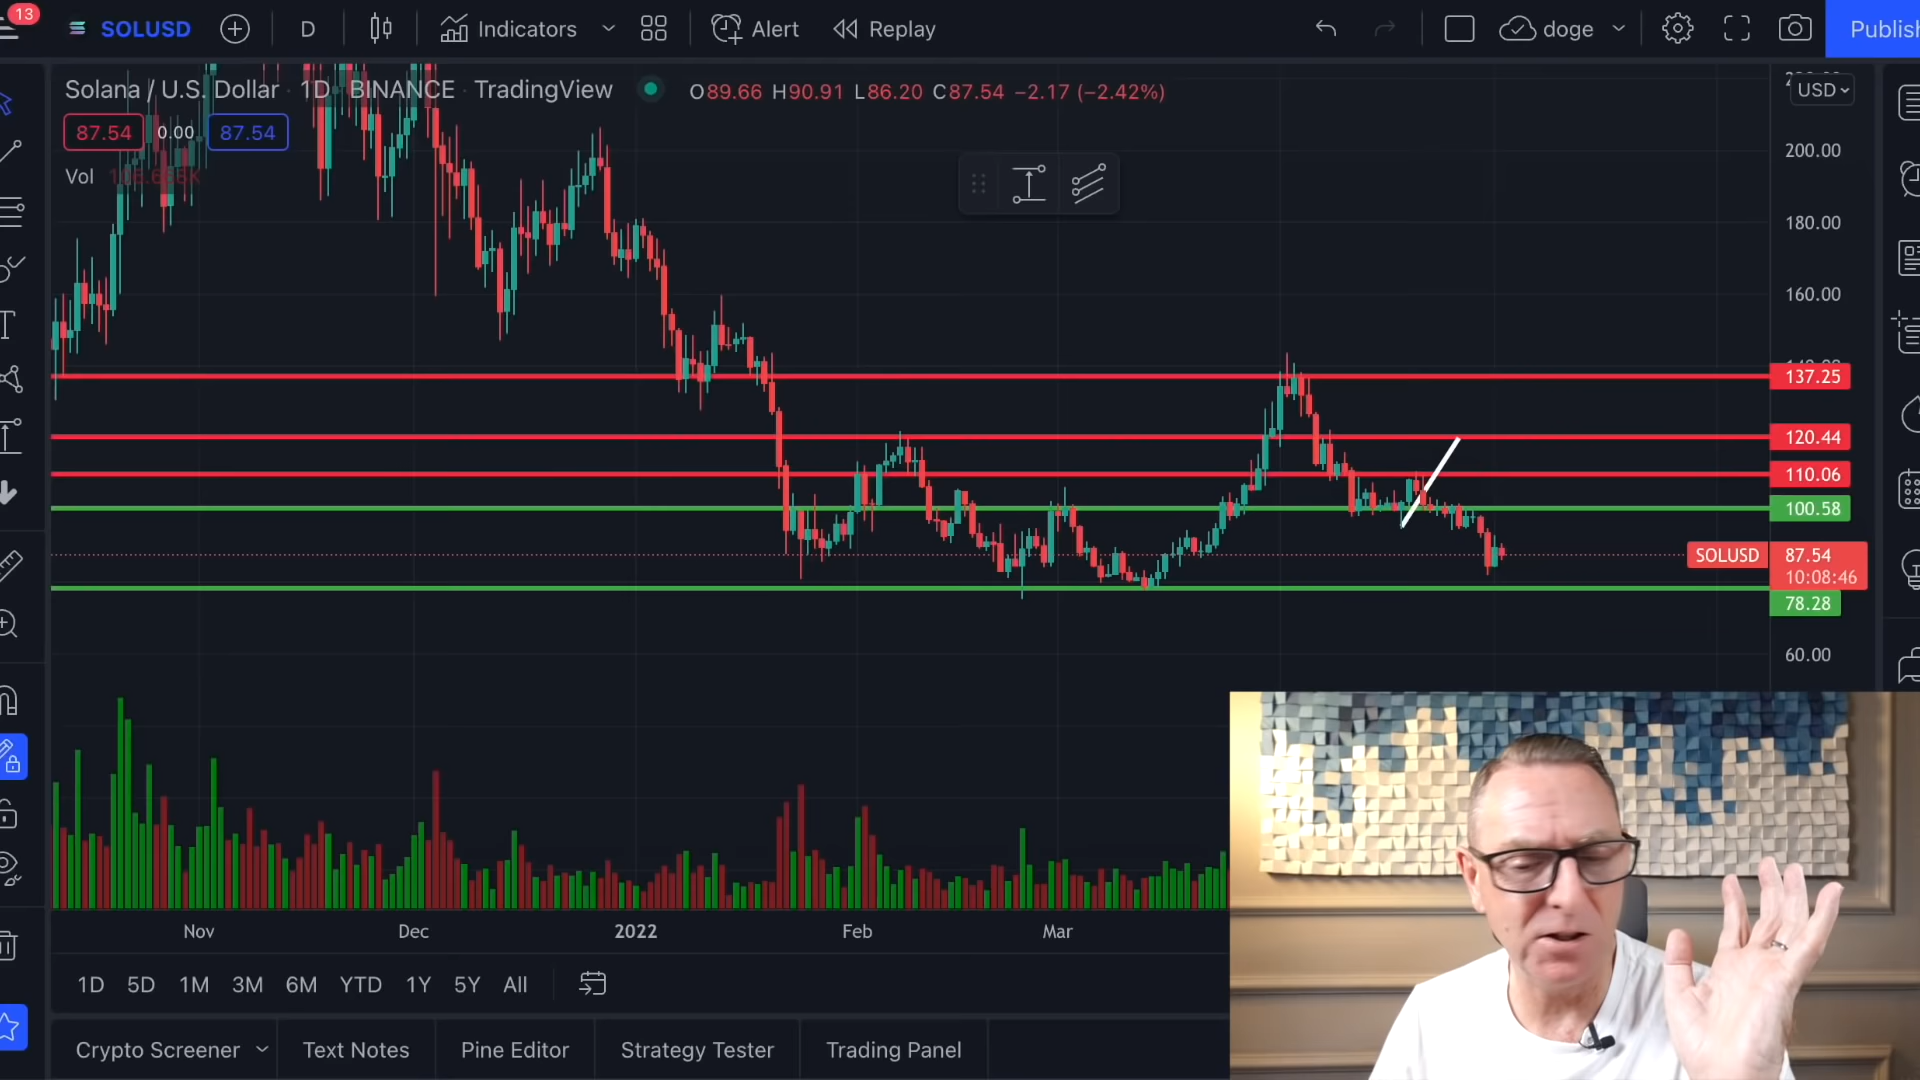 13
SOLUSD
D
Indicators
Alert
Replay
doge
Publish
Solana / U.S. Dollar · 1D · BINANCE · TradingView
O89.66 H90.91 L86.20 C87.54 −2.17 (−2.42%)
USD
87.54
0.00
87.54
Vol
200.00
180.00
160.00
137.25
120.44
110.06
100.58
SOLUSD
87.54
10:08:46
78.28
60.00
Nov
Dec
2022
Feb
Mar
1D 5D 1M 3M 6M YTD 1Y 5Y All
Crypto Screener
Text Notes
Pine Editor
Strategy Tester
Trading Panel